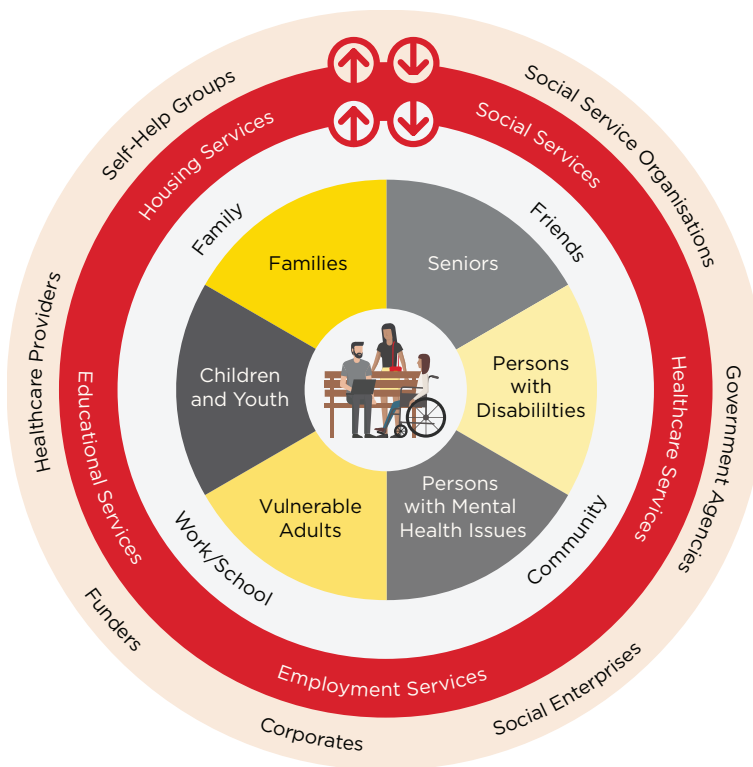 Self-Help Groups
Social Service Organisations
Healthcare Providers
Government Agencies
Funders
Social Enterprises
Corporates
Housing Services
Social Services
Educational Services
Healthcare Services
Employment Services
Family
Friends
Work/School
Community
Families
Seniors
Children
and Youth
Persons
with
Disabililties
Vulnerable
Adults
Persons
with Mental
Health Issues